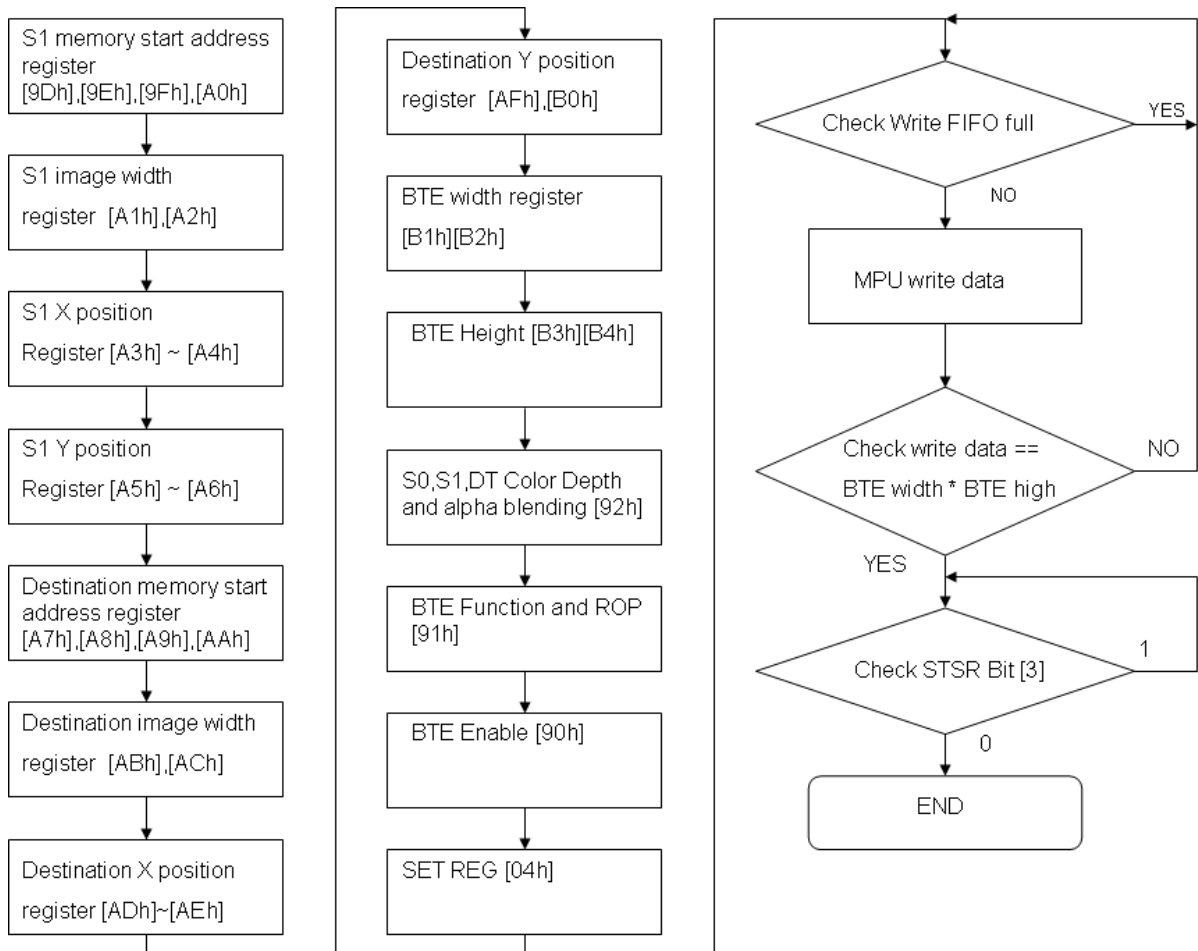 S1 memory start address
register
[9Dh],[9Eh],[9Fh],[A0h]
S1 image width
register [A1h],[A2h]
S1 X position
Register [A3h] ~ [A4h]
S1 Y position
Register [A5h] ~ [A6h]
Destination memory start
address register
[A7h],[A8h],[A9h],[AAh]
Destination image width
register [ABh],[ACh]
Destination X position
register [ADh]~[AEh]
Destination Y position
register [AFh],[B0h]
BTE width register
[B1h][B2h]
BTE Height [B3h][B4h]
S0,S1,DT Color Depth
and alpha blending [92h]
BTE Function and ROP
[91h]
BTE Enable [90h]
SET REG [04h]
Check Write FIFO full
YES
NO
MPU write data
Check write data ==
BTE width * BTE high
NO
YES
Check STSR Bit [3]
1
0
END